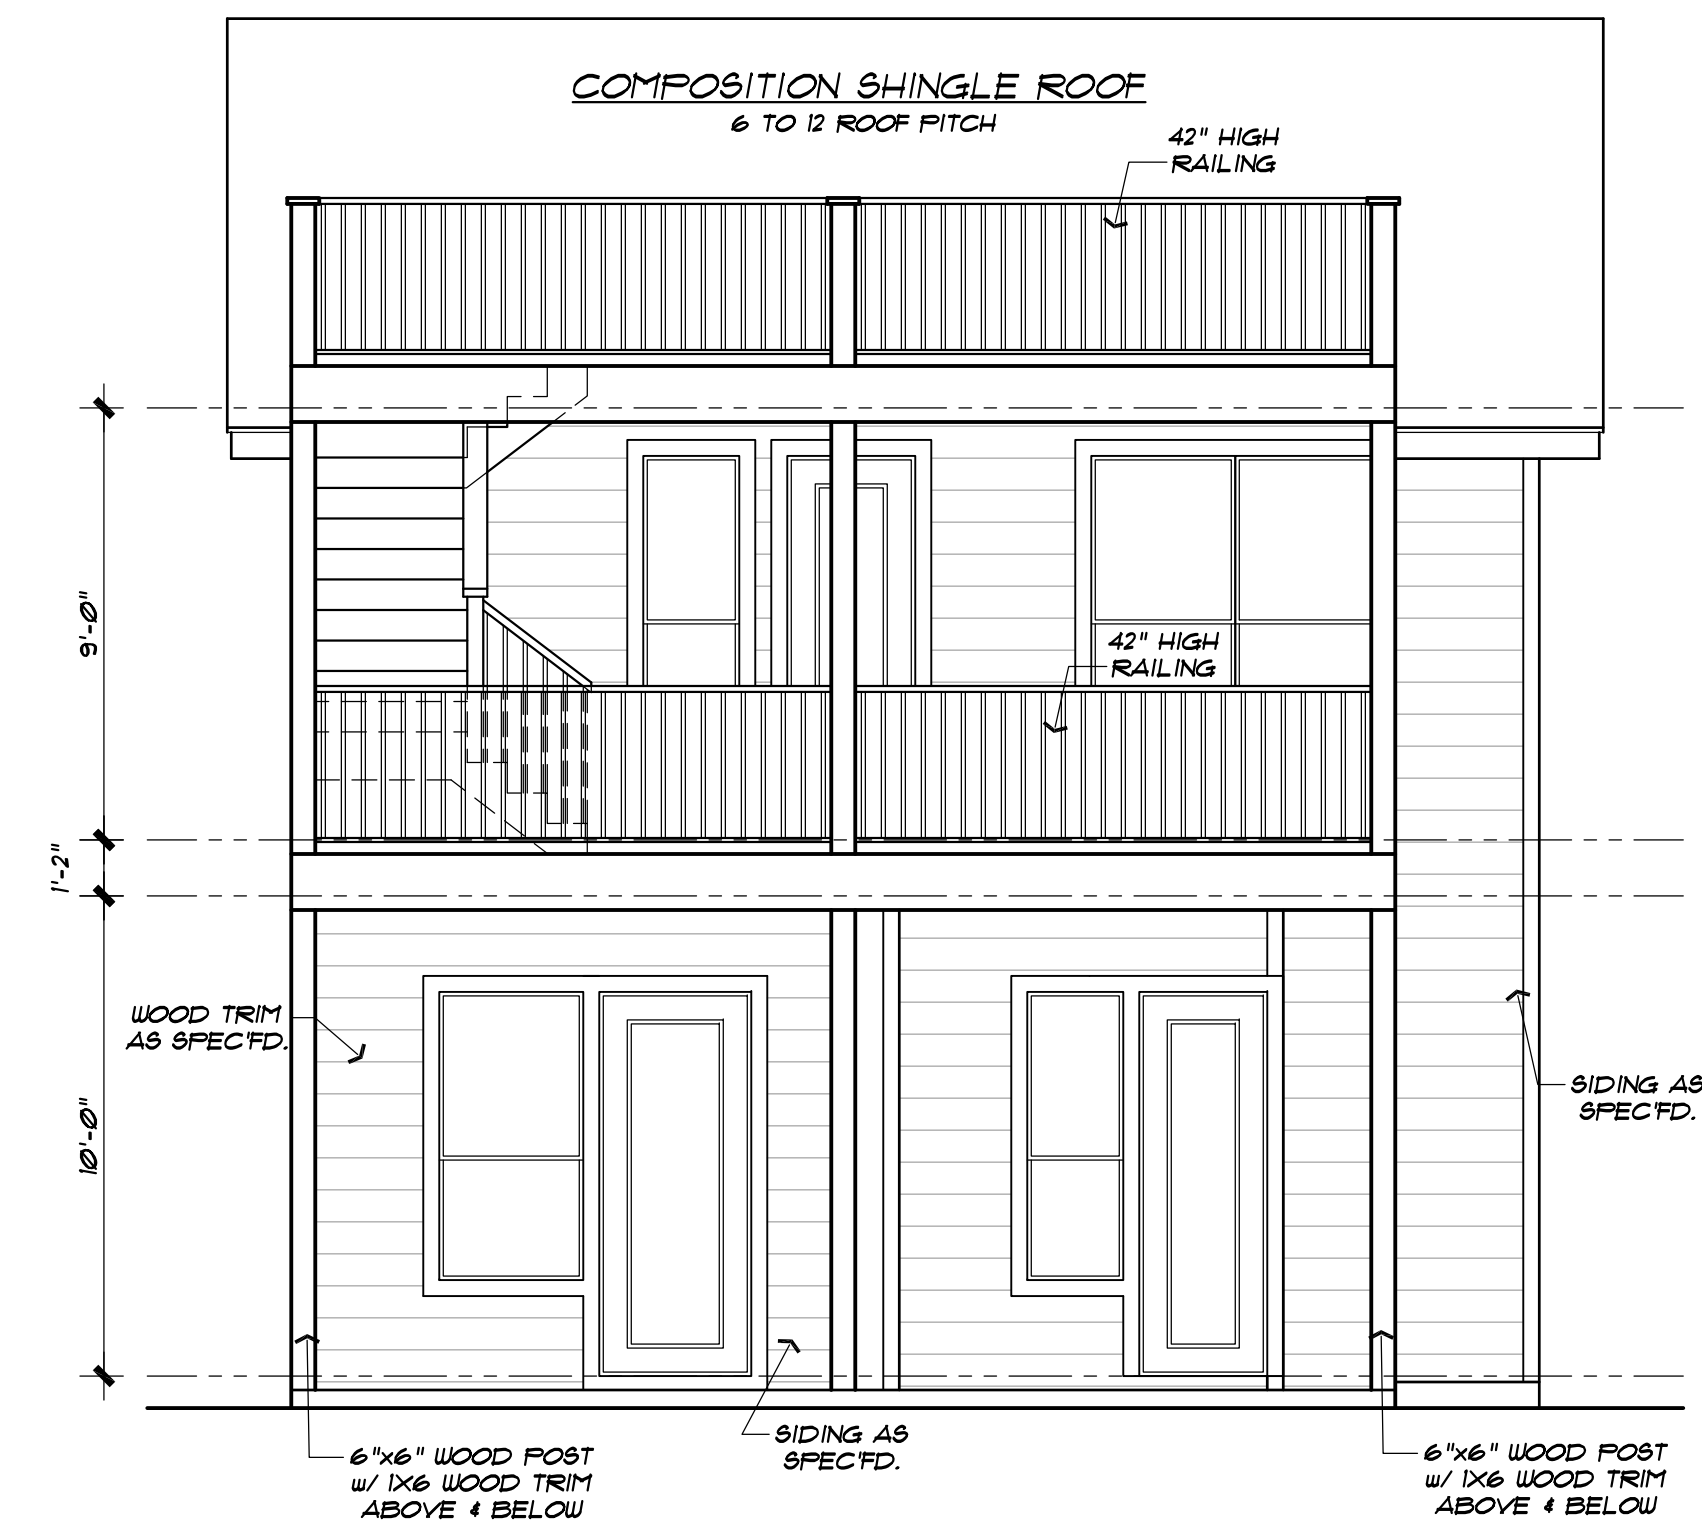 COMPOSITION SHINGLE ROOF
6 TO 12 ROOF PITCH
42" HIGH
RAILING
9'-0"
42" HIGH
RAILING
1'-2"
WOOD TRIM
AS SPEC'FD.
10'-0"
SIDING AS
SPEC'FD.
6"x6" WOOD POST
w/ 1X6 WOOD TRIM
ABOVE & BELOW
SIDING AS
SPEC'FD.
6"x6" WOOD POST
w/ 1X6 WOOD TRIM
ABOVE & BELOW